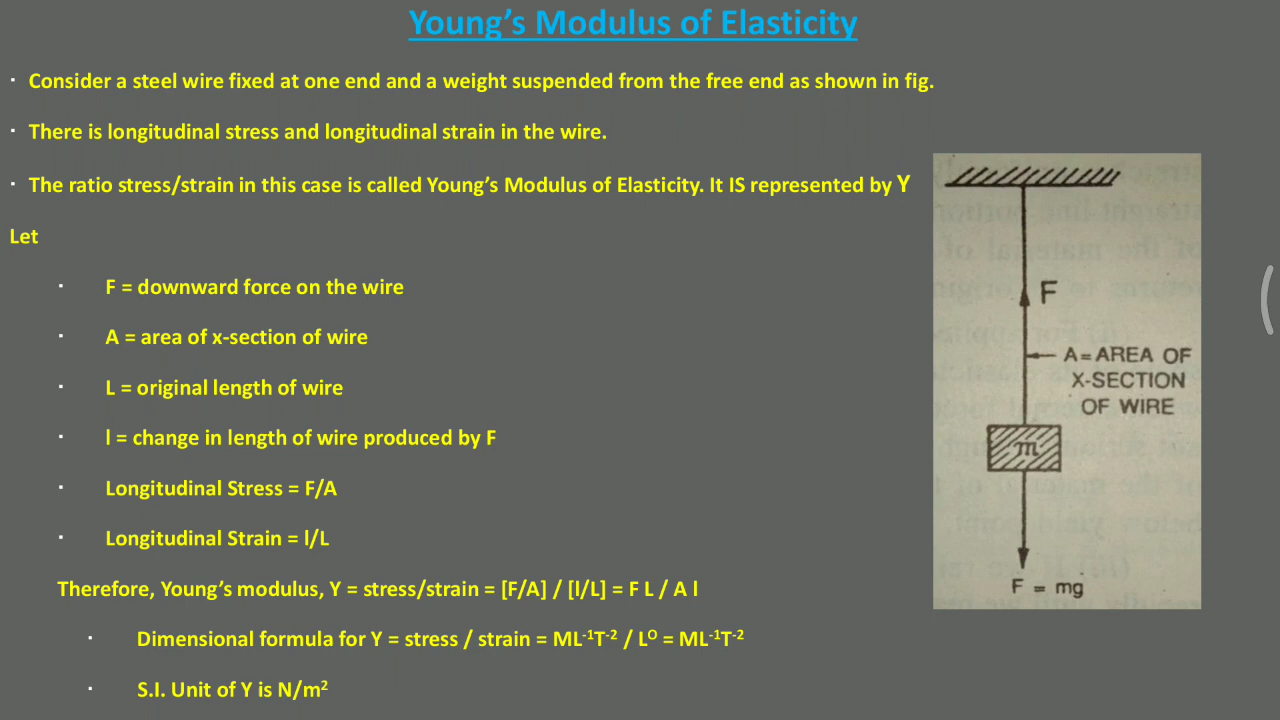 Young’s Modulus of Elasticity
· Consider a steel wire fixed at one end and a weight suspended from the free end as shown in fig.
· There is longitudinal stress and longitudinal strain in the wire.
· The ratio stress/strain in this case is called Young’s Modulus of Elasticity. It IS represented by Y
Let
· F = downward force on the wire
· A = area of x-section of wire
· L = original length of wire
· l = change in length of wire produced by F
· Longitudinal Stress = F/A
· Longitudinal Strain = l/L
Therefore, Young’s modulus, Y = stress/strain = [F/A] / [l/L] = F L / A l
· Dimensional formula for Y = stress / strain = ML⁻¹T⁻² / L⁰ = ML⁻¹T⁻²
· S.I. Unit of Y is N/m²
F
A=AREA OF
X-SECTION
OF WIRE
m
F = mg